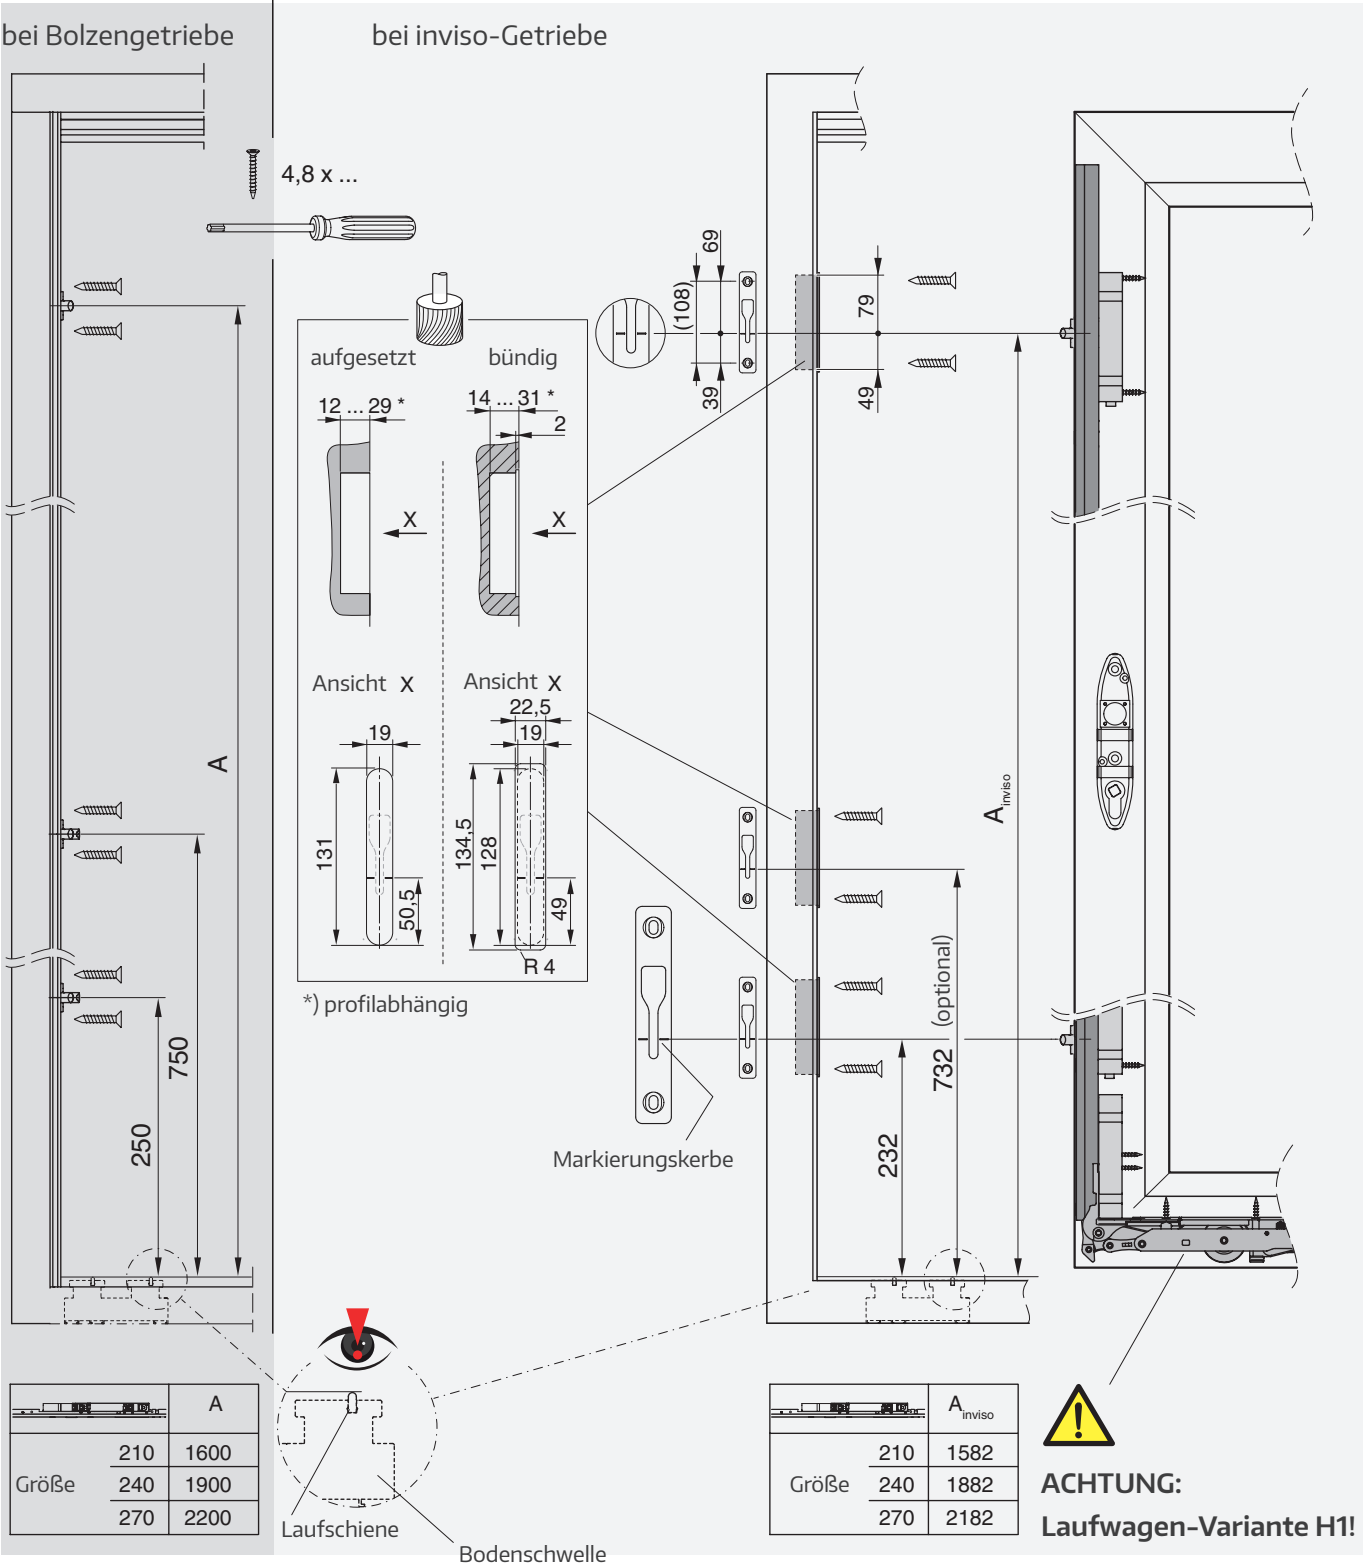 bei Bolzengetriebe
bei inviso-Getriebe
4,8 x ...
A
750
250
aufgesetzt
bündig
12 ... 29 *
14 ... 31 *
2
X
X
Ansicht X
Ansicht X
19
22,5
19
131
50,5
134,5
128
49
R 4
*) profilabhängig
69
(108)
39
79
49
A inviso
732 (optional)
232
Markierungskerbe
A
Größe
210 1600
240 1900
270 2200
Laufschiene
Bodenschwelle
A inviso
Größe
210 1582
240 1882
270 2182
!
ACHTUNG:
Laufwagen-Variante H1!